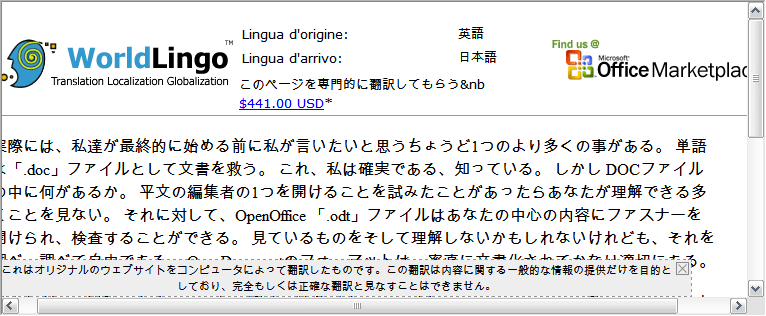 WorldLingo™
Translation Localization Globalization
Lingua d'origine: 英語
Lingua d'arrivo: 日本語
このページを専門的に翻訳してもらう&nb
$441.00 USD*
Find us @
Microsoft
Office Marketplac
実際には、私達が最終的に始める前に私が言いたいと思うちょうど1つのより多くの事がある。 単語
「.doc」ファイルとして文書を救う。 これ、私は確実である、知っている。 しかし DOCファイル
の中に何があるか。 平文の編集者の1つを開けることを試みたことがあったらあなたが理解できる多
ことを見ない。 それに対して、OpenOffice 「.odt」ファイルはあなたの中心の内容にファスナーを
開けられ、検査することができる。 見ているものをそして理解しないかもしれないけれども、それを
これはオリジナルのウェブサイトをコンピュータによって翻訳したものです。この翻訳は内容に関する一般的な情報の提供だけを目的と
しており、完全もしくは正確な翻訳と見なすことはできません。